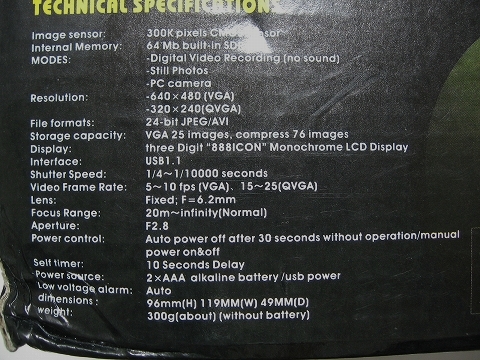 TECHNICAL SPECIFICATIONS
Image sensor: 300K pixels CMOS sensor
Internal Memory: 64 Mb built-in
MODES: -Digital Video Recording (no sound)
-Still Photos
-PC camera
Resolution: -640×480 (VGA)
-320×240(QVGA)
File formats: 24-bit JPEG/AVI
Storage capacity: VGA 25 images, compress 76 images
Display: three Digit "888ICON" Monochrome LCD Display
Interface: USB1.1
Shutter Speed: 1/4~1/10000 seconds
Video Frame Rate: 5~10 fps (VGA)、15~25(QVGA)
Lens: Fixed; F=6.2mm
Focus Range: 20m~infinity(Normal)
Aperture: F2.8
Power control: Auto power off after 30 seconds without operation/manual
power on&off
Self timer: 10 Seconds Delay
Power source: 2×AAA alkaline battery /usb power
Low voltage alarm: Auto
dimensions : 96mm(H) 119MM(W) 49MM(D)
weight: 300g(about) (without battery)